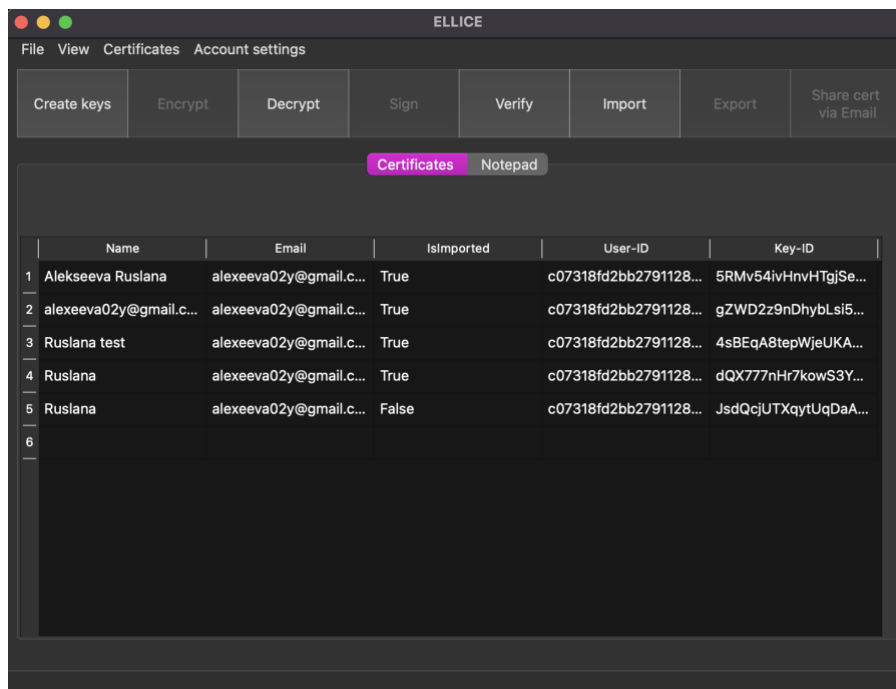 ELLICE
File View Certificates Account settings
Create keys Encrypt Decrypt Sign Verify Import Export Share cert
via Email
Certificates Notepad
Name Email IsImported User-ID Key-ID
1 Alekseeva Ruslana alexeeva02y@gmail.c... True c07318fd2bb2791128... 5RMv54ivHnvHTgjSe...
2 alexeeva02y@gmail.c... alexeeva02y@gmail.c... True c07318fd2bb2791128... gZWD2z9nDhybLsi5...
3 Ruslana test alexeeva02y@gmail.c... True c07318fd2bb2791128... 4sBEqA8tepWjeUKA...
4 Ruslana alexeeva02y@gmail.c... True c07318fd2bb2791128... dQX777nHr7kowS3Y...
5 Ruslana alexeeva02y@gmail.c... False c07318fd2bb2791128... JsdQcjUTXqytUqDaA...
6